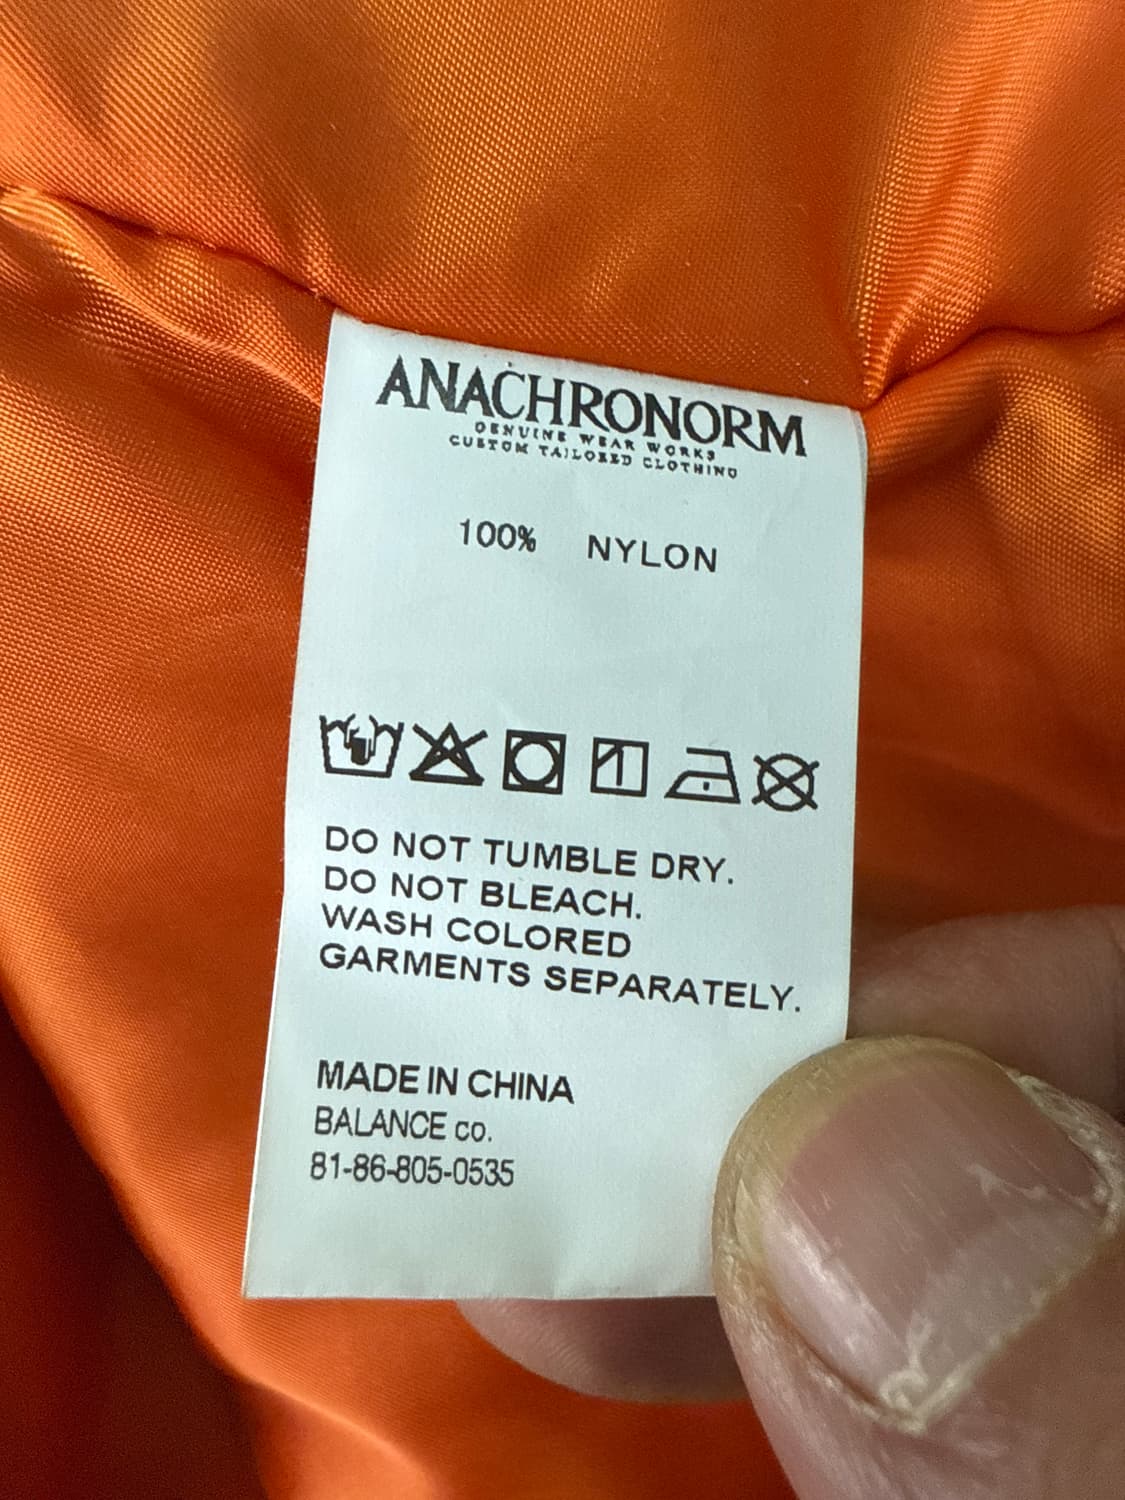 ANACHRONORM
GENUINE WEAR WORKS
CUSTOM TAILORED CLOTHING
100% NYLON
DO NOT TUMBLE DRY.
DO NOT BLEACH.
WASH COLORED
GARMENTS SEPARATELY.
MADE IN CHINA
BALANCE co.
81-86-805-0535